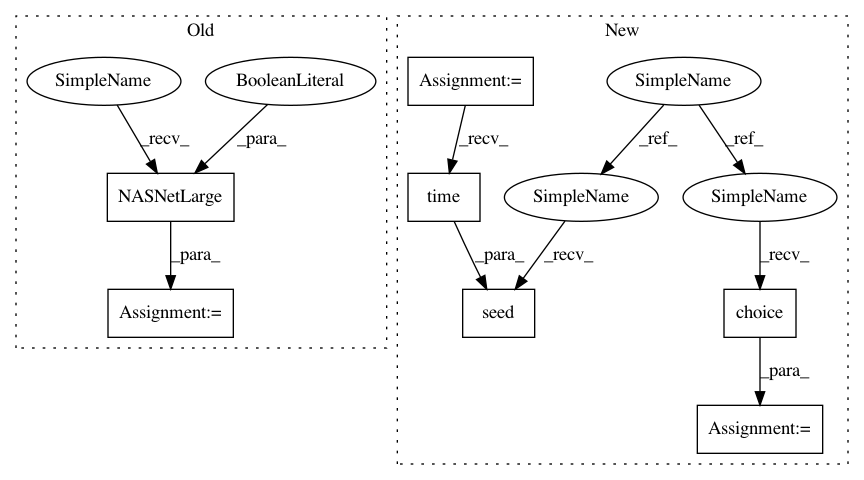 Old
New
SimpleName
BooleanLiteral
Assignment:=
SimpleName
_recv_
_para_
_recv_
_ref_
_ref_
NASNetLarge
time
SimpleName
SimpleName
_para_
_para_
_recv_
_recv_
Assignment:=
seed
choice
_para_
Assignment:=